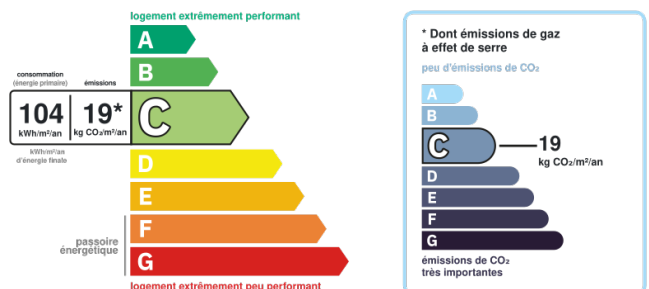 logement extrêmement performant
A
B
consommation
(énergie primaire)
émissions
104
kWh/m²/an
19*
kg CO₂/m²/an
C
kWh/m²/an
d'énergie finale
D
E
F
G
passoire
énergetique
logement extrêmement peu performant
* Dont émissions de gaz
à effet de serre
peu d'émissions de CO₂
A
B
C
19
kg CO₂/m²/an
D
E
F
G
émissions de CO₂
très importantes